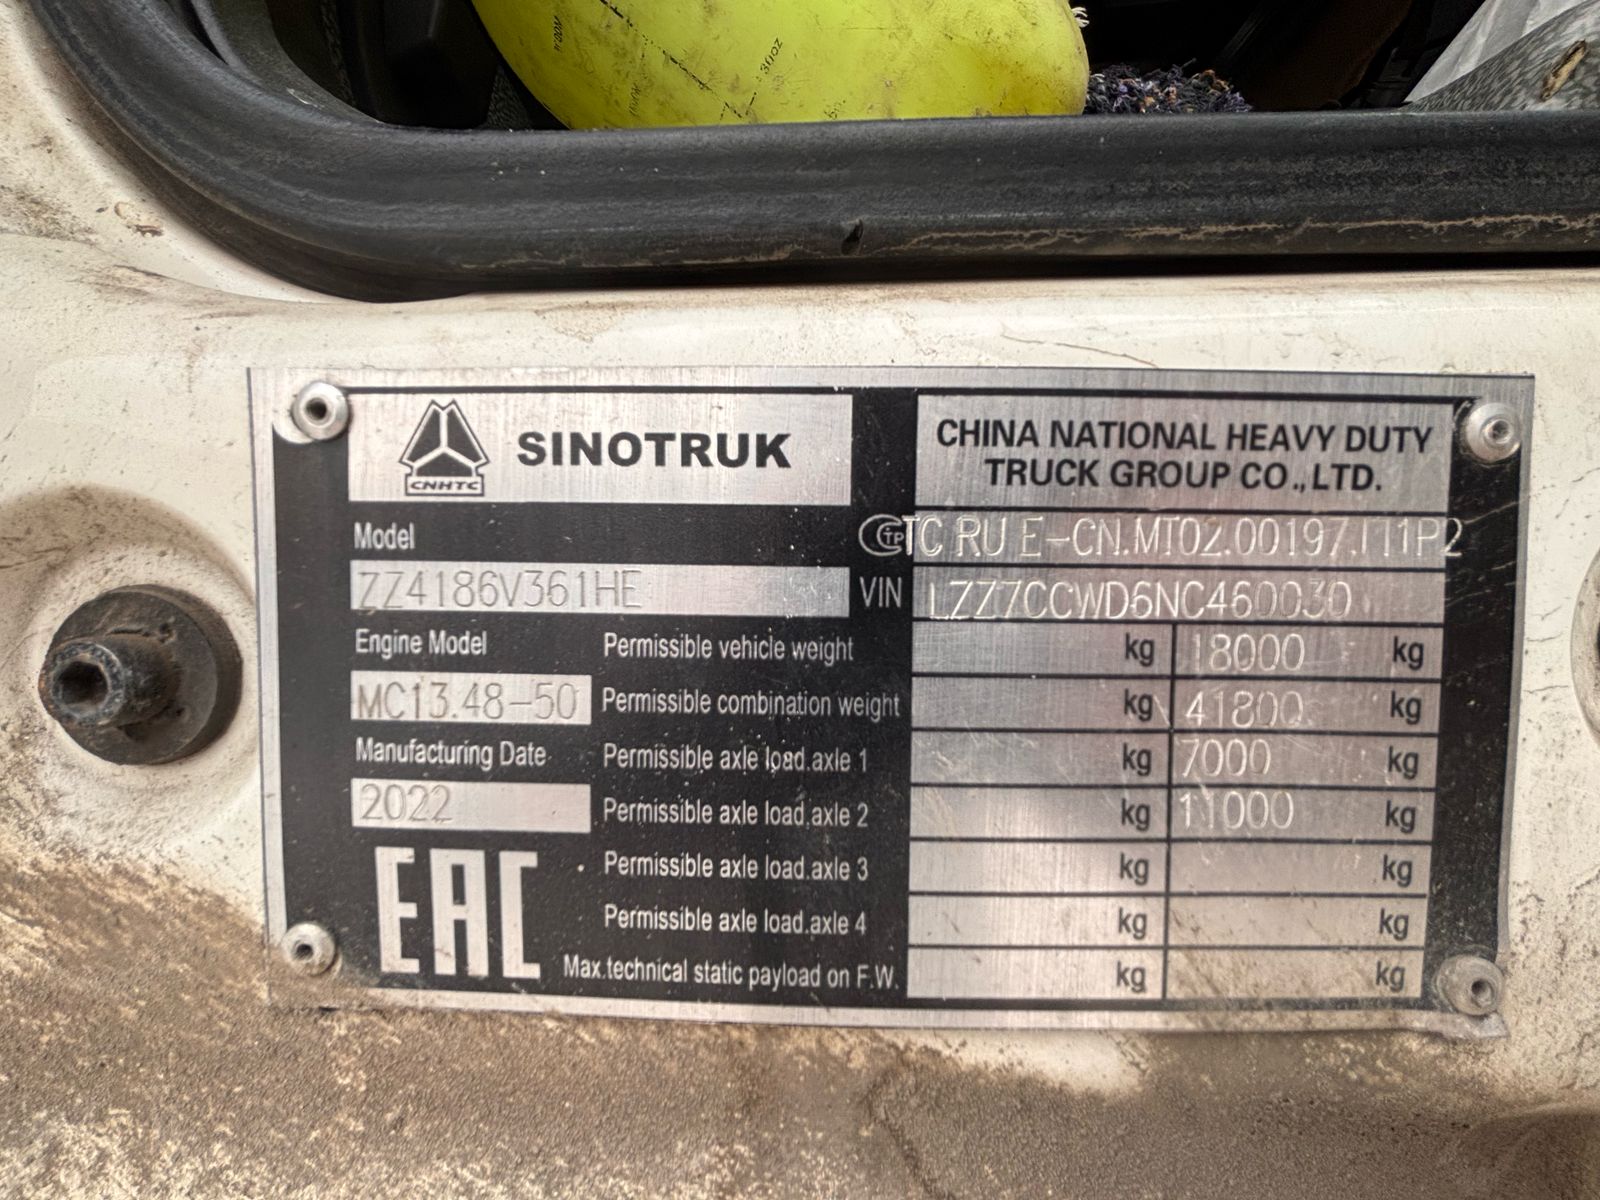 SINOTRUK
CNHTC
CHINA NATIONAL HEAVY DUTY
TRUCK GROUP CO.,LTD.
Model
TC RU E-CN.MT02.00197.П1P2
ZZ4186V361HE
VIN LZZ7CCWD6NC460030
Engine Model
Permissible vehicle weight kg 18000 kg
MC13.48-50
Permissible combination weight kg 41800 kg
Manufacturing Date
Permissible axle load.axle 1 kg 7000 kg
2022
Permissible axle load.axle 2 kg 11000 kg
EAC
Permissible axle load.axle 3 kg kg
Permissible axle load.axle 4 kg kg
Max.technical static payload on F.W. kg kg